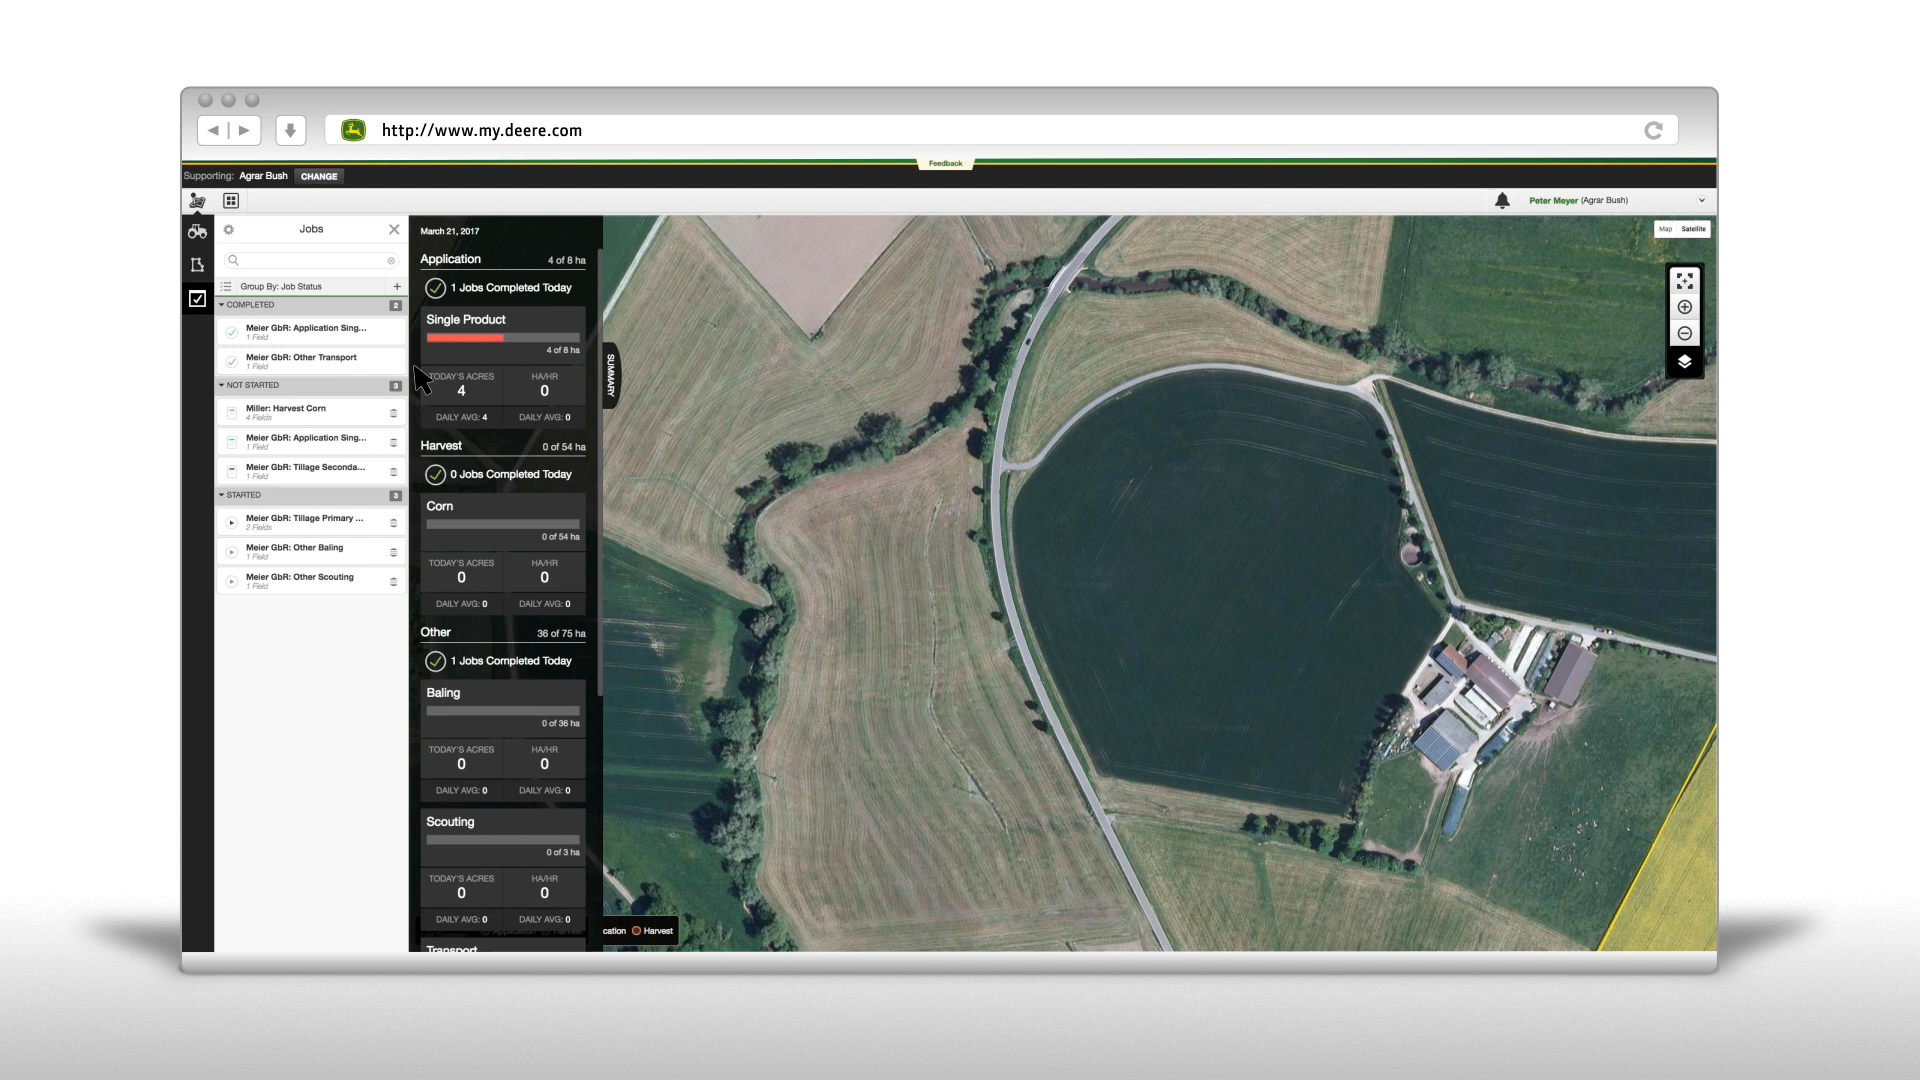 http://www.my.deere.com
Feedback
Supporting: Agrar Bush CHANGE
Peter Meyer (Agrar Bush)
Jobs
Group By: Job Status
COMPLETED 2
Meier GbR: Application Sing...
1 Field
Meier GbR: Other Transport
1 Field
NOT STARTED 3
Miller: Harvest Corn
4 Fields
Meier GbR: Application Sing...
1 Field
Meier GbR: Tillage Seconda...
1 Field
STARTED 3
Meier GbR: Tillage Primary ...
2 Fields
Meier GbR: Other Baling
1 Field
Meier GbR: Other Scouting
1 Field
March 21, 2017
Application 4 of 8 ha
1 Jobs Completed Today
Single Product
4 of 8 ha
TODAY'S ACRES HA/HR
4 0
DAILY AVG: 4 DAILY AVG: 0
Harvest 0 of 54 ha
0 Jobs Completed Today
Corn
0 of 54 ha
TODAY'S ACRES HA/HR
0 0
DAILY AVG: 0 DAILY AVG: 0
Other 36 of 75 ha
1 Jobs Completed Today
Baling
0 of 36 ha
TODAY'S ACRES HA/HR
0 0
DAILY AVG: 0 DAILY AVG: 0
Scouting
0 of 3 ha
TODAY'S ACRES HA/HR
0 0
DAILY AVG: 0 DAILY AVG: 0
Transport
SUMMARY
Map Satellite
cation Harvest